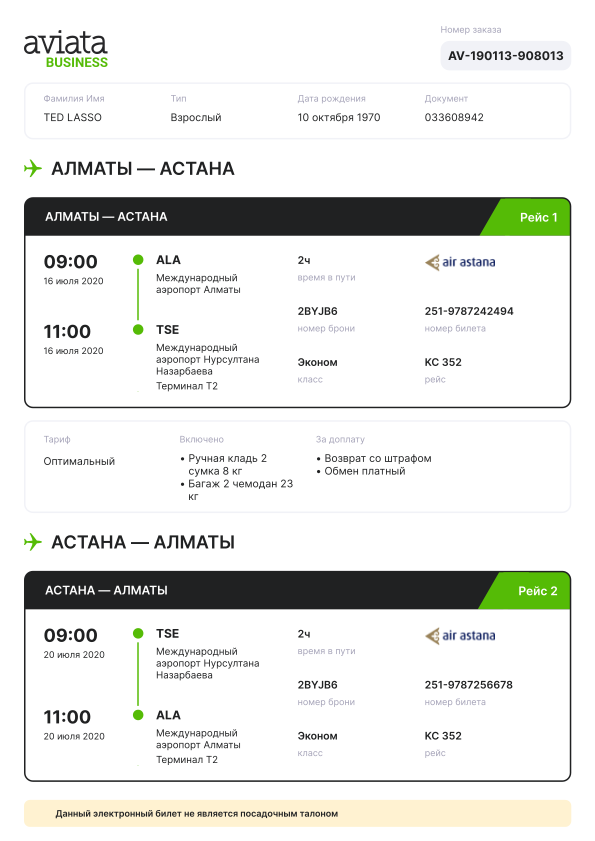 aviata
BUSINESS
Номер заказа
AV-190113-908013
Фамилия Имя
Тип
Дата рождения
Документ
TED LASSO
Взрослый
10 октября 1970
033608942
АЛМАТЫ — АСТАНА
АЛМАТЫ — АСТАНА
Рейс 1
09:00
16 июля 2020
ALA
Международный
аэропорт Алматы
11:00
16 июля 2020
TSE
Международный
аэропорт Нурсултана
Назарбаева
Терминал Т2
2ч
время в пути
air astana
2BYJB6
номер брони
251-9787242494
номер билета
Эконом
класс
KC 352
рейс
Тариф
Оптимальный
Включено
• Ручная кладь 2
сумка 8 кг
• Багаж 2 чемодан 23
кг
За доплату
• Возврат со штрафом
• Обмен платный
АСТАНА — АЛМАТЫ
АСТАНА — АЛМАТЫ
Рейс 2
09:00
20 июля 2020
TSE
Международный
аэропорт Нурсултана
Назарбаева
11:00
20 июля 2020
ALA
Международный
аэропорт Алматы
Терминал Т2
2ч
время в пути
air astana
2BYJB6
номер брони
251-9787256678
номер билета
Эконом
класс
KC 352
рейс
Данный электронный билет не является посадочным талоном